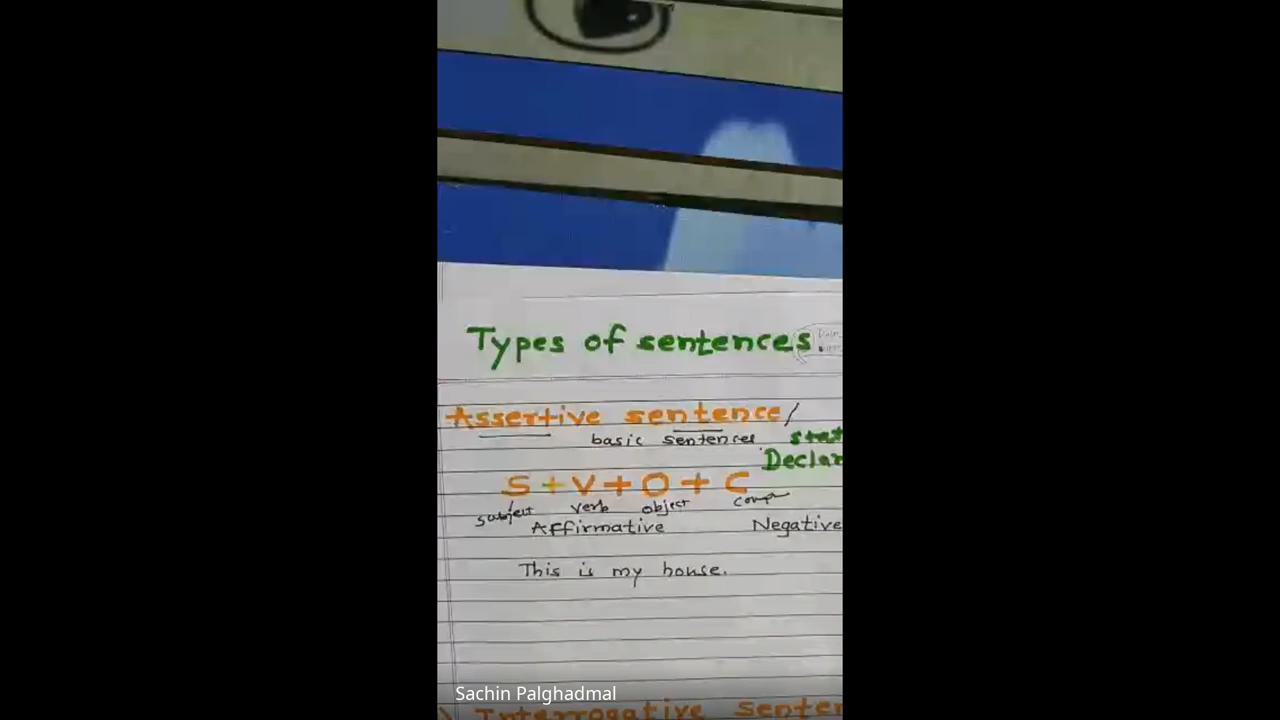 Types of sentences.
Assertive sentence/
basic sentences
Declar
S + V + O + C
subject verb object comp
Affirmative Negative
This is my house.
Sachin Palghadmal
Interrogative senten